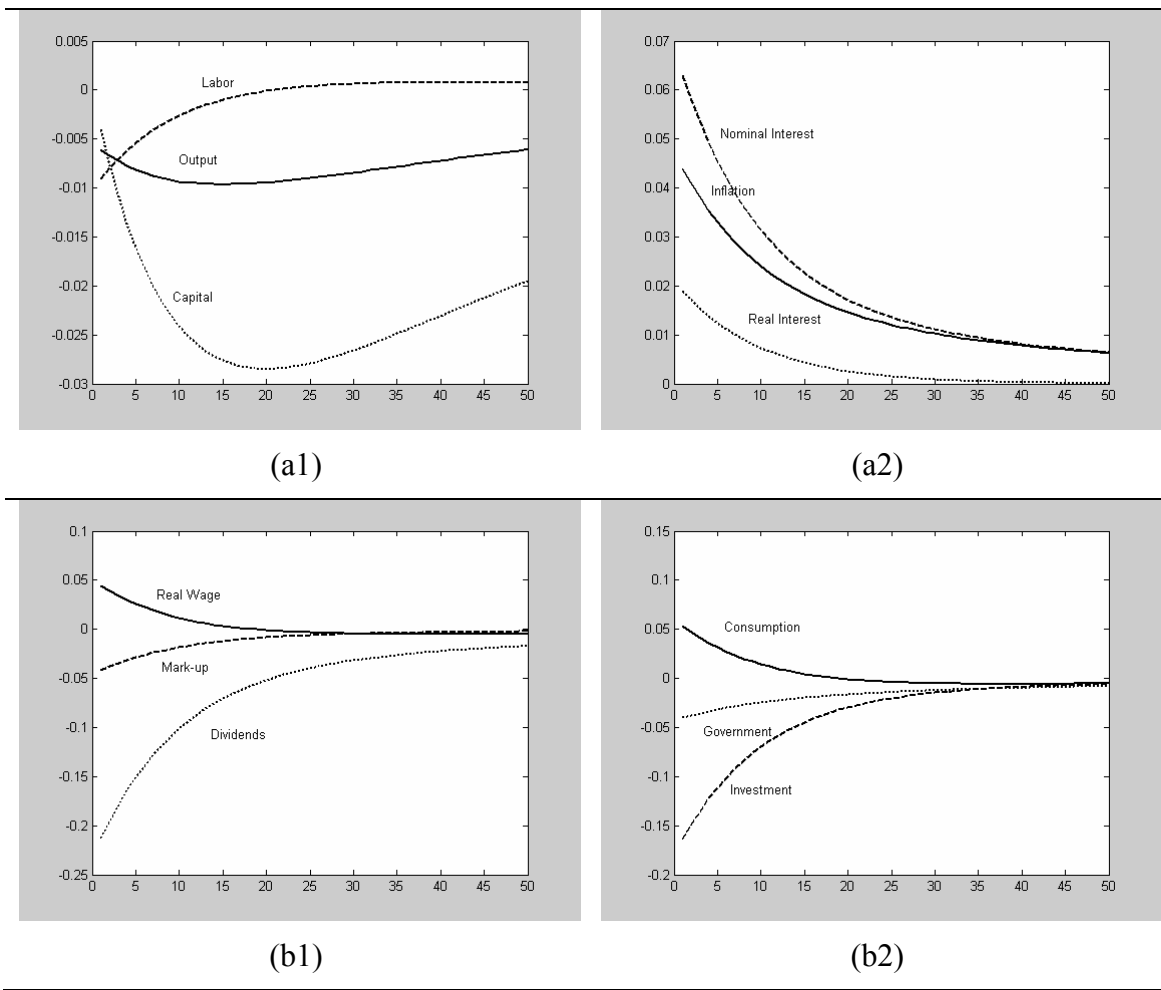 0.005
0
-0.005
-0.01
-0.015
-0.02
-0.025
-0.03
0 5 10 15 20 25 30 35 40 45 50
Labor
Output
Capital
(a1)
0.07
0.06
0.05
0.04
0.03
0.02
0.01
0
0 5 10 15 20 25 30 35 40 45 50
Nominal Interest
Inflation
Real Interest
(a2)
0.1
0.05
0
-0.05
-0.1
-0.15
-0.2
-0.25
0 5 10 15 20 25 30 35 40 45 50
Real Wage
Mark-up
Dividends
(b1)
0.15
0.1
0.05
0
-0.05
-0.1
-0.15
-0.2
0 5 10 15 20 25 30 35 40 45 50
Consumption
Government
Investment
(b2)